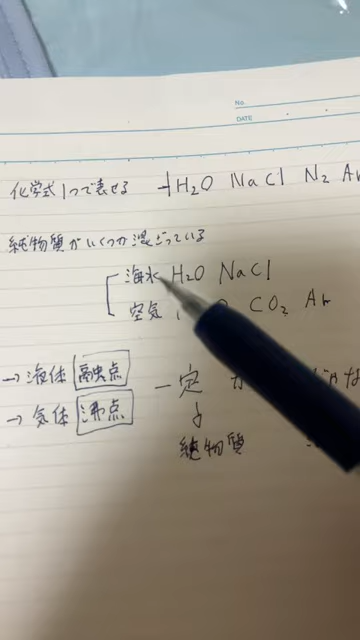 No.
DATE
化学式1つで表せる H2O NaCl N2 Ar
純物質がいくつか混ざっている
海水 H2O NaCl
空気 CO2 Ar
→液体 融点 一定
→気体 沸点 ↓
純物質